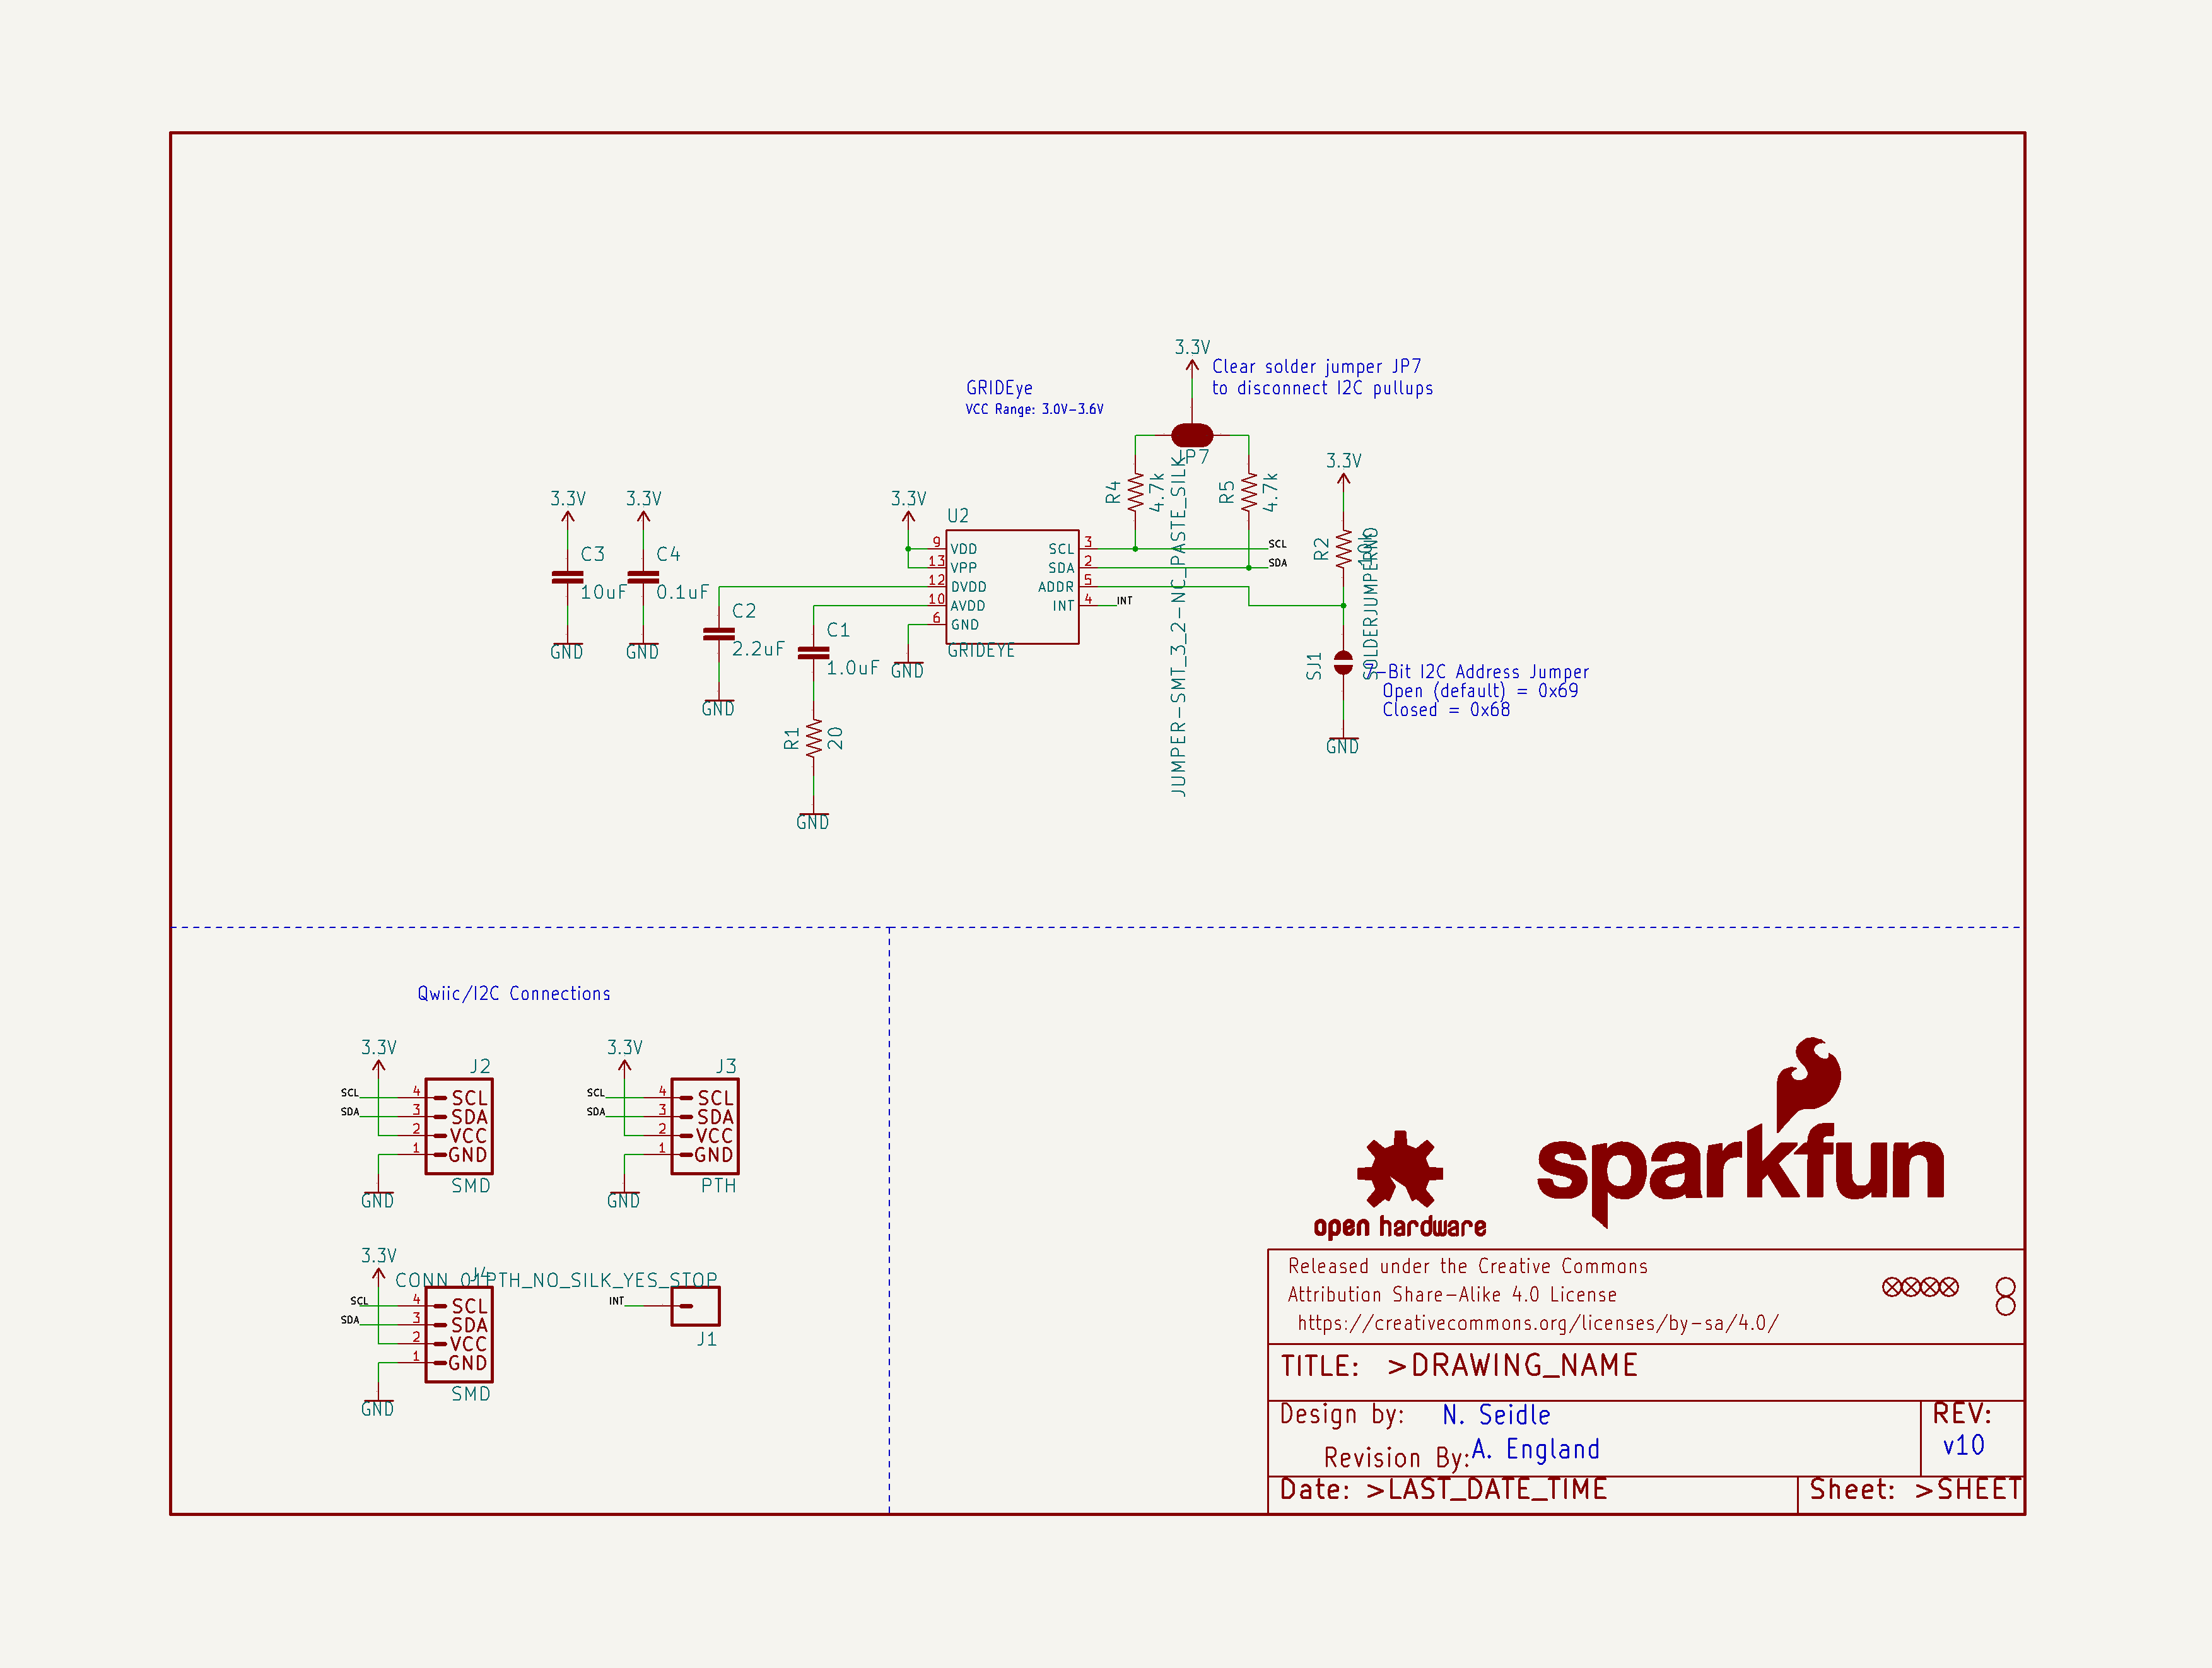 3.3V
Clear solder jumper JP7
to disconnect I2C pullups
GRIDEye
VCC Range: 3.0V-3.6V
JP7
3.3V
R4
4.7k
JUMPER-SMT_3_2-NC_PASTE_SILK
R5
4.7k
3.3V
3.3V
3.3V
U2
C3
10uF
C4
0.1uF
9
VDD
13
VPP
12
DVDD
10
AVDD
6
GND
SCL
3
SDA
2
ADDR
5
INT
4
SCL
SDA
INT
GRIDEYE
R2
10k
SOLDERJUMPERNO
C2
2.2uF
C1
1.0uF
GND
GND
GND
GND
SJ1
7-Bit I2C Address Jumper
Open (default) = 0x69
Closed = 0x68
R1
20
GND
GND
Qwiic/I2C Connections
3.3V
J2
SCL
4
SCL
SDA
3
SDA
2
VCC
1
GND
GND
SMD
3.3V
J3
SCL
4
SCL
SDA
3
SDA
2
VCC
1
GND
GND
PTH
3.3V
J4
CONN_01PTH_NO_SILK_YES_STOP
SCL
4
SCL
SDA
3
SDA
2
VCC
1
GND
GND
SMD
INT
J1
open hardware
sparkfun
Released under the Creative Commons
Attribution Share-Alike 4.0 License
https://creativecommons.org/licenses/by-sa/4.0/
TITLE: >DRAWING_NAME
Design by: N. Seidle
REV:
v10
Revision By: A. England
Date: >LAST_DATE_TIME
Sheet: >SHEET